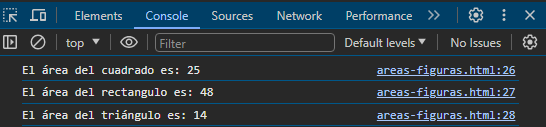 Elements Console Sources Network Performance »
top Filter Default levels No Issues
El área del cuadrado es: 25 areas-figuras.html:26
El área del rectangulo es: 48 areas-figuras.html:27
El área del triángulo es: 14 areas-figuras.html:28